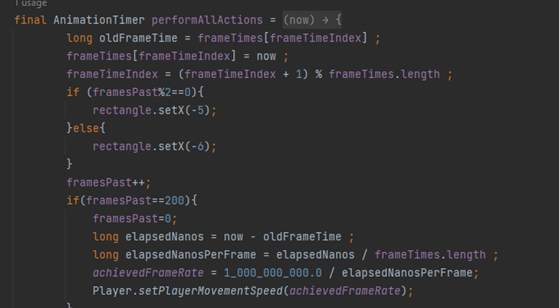 1 usage
final AnimationTimer performAllActions = (now) → {
long oldFrameTime = frameTimes[frameTimeIndex] ;
frameTimes[frameTimeIndex] = now ;
frameTimeIndex = (frameTimeIndex + 1) % frameTimes.length ;
if (framesPast%2==0){
rectangle.setX(-5);
}else{
rectangle.setX(-6);
}
framesPast++;
if(framesPast==200){
framesPast=0;
long elapsedNanos = now - oldFrameTime ;
long elapsedNanosPerFrame = elapsedNanos / frameTimes.length ;
achievedFrameRate = 1_000_000_000.0 / elapsedNanosPerFrame;
Player.setPlayerMovementSpeed(achievedFrameRate);
}